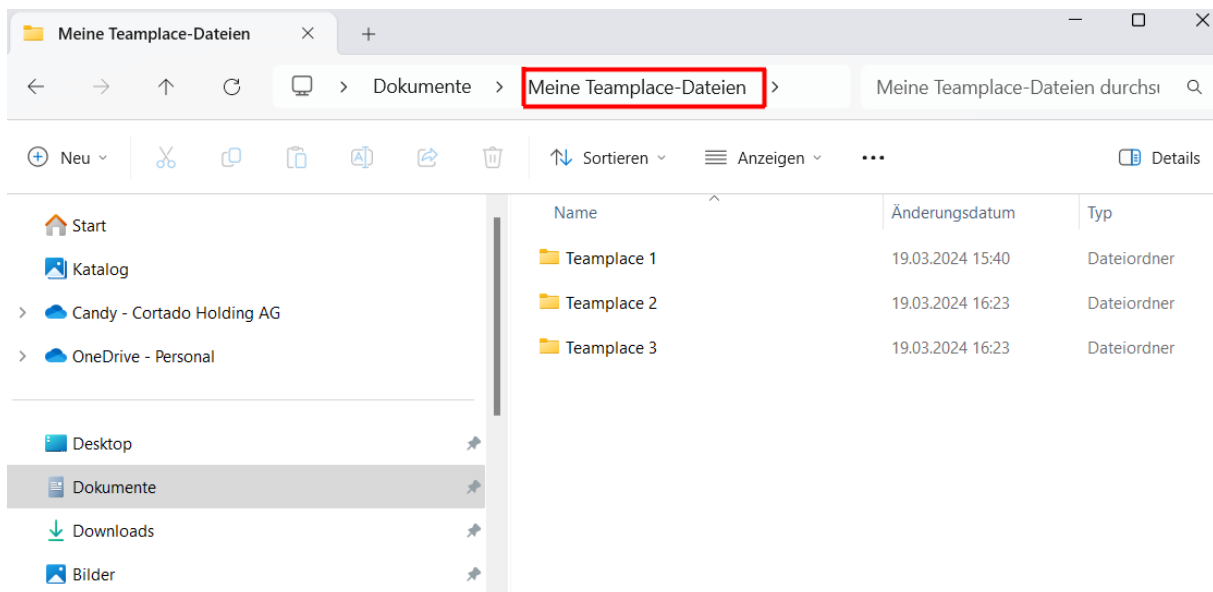 Meine Teamplace-Dateien
Dokumente > Meine Teamplace-Dateien >
Meine Teamplace-Dateien durchsu
Neu
Sortieren
Anzeigen
Details
Start
Katalog
Candy - Cortado Holding AG
OneDrive - Personal
Desktop
Dokumente
Downloads
Bilder
Name Änderungsdatum Typ
Teamplace 1 19.03.2024 15:40 Dateiordner
Teamplace 2 19.03.2024 16:23 Dateiordner
Teamplace 3 19.03.2024 16:23 Dateiordner